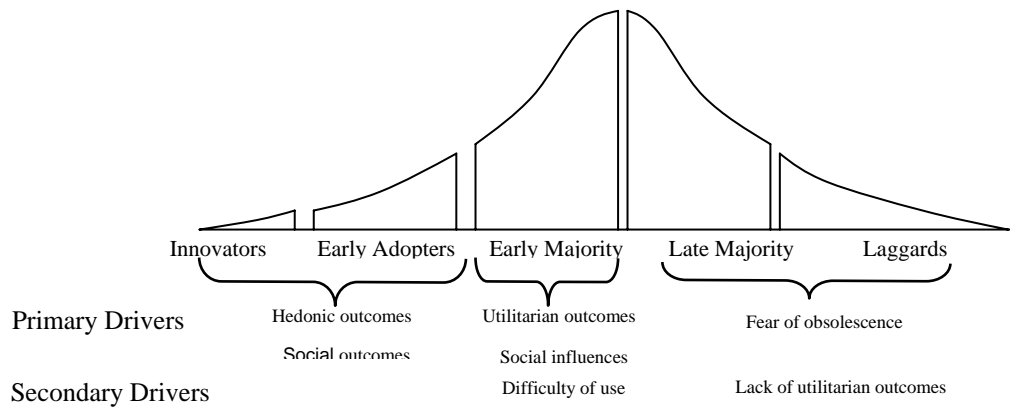 Innovators Early Adopters Early Majority Late Majority Laggards
Primary Drivers Hedonic outcomes Utilitarian outcomes Fear of obsolescence
Social outcomes Social influences
Secondary Drivers Difficulty of use Lack of utilitarian outcomes